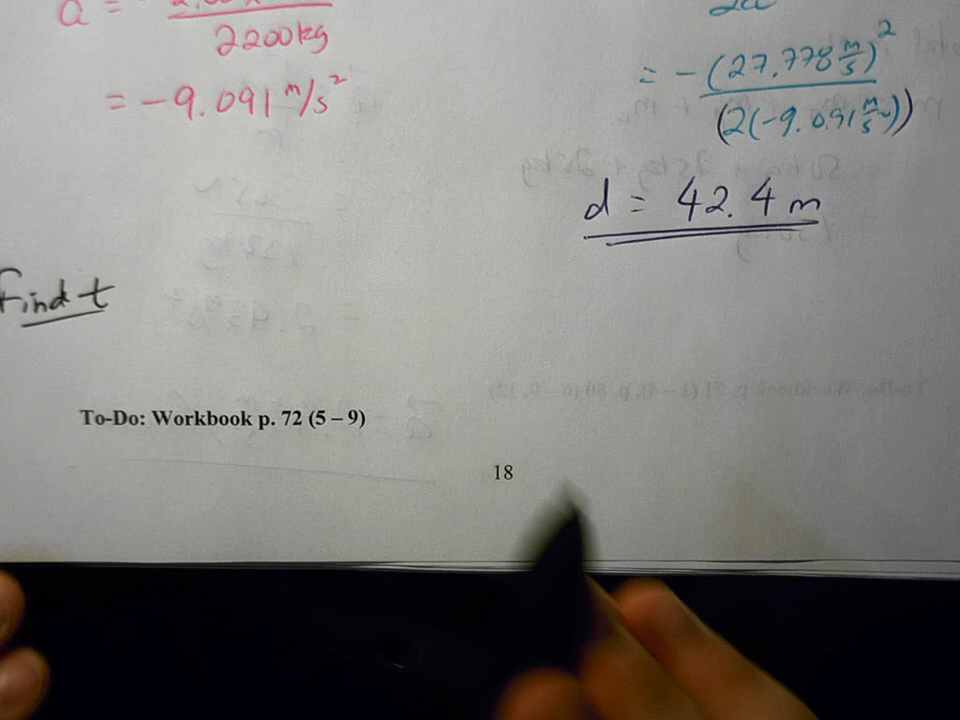 a =
2200kg
= -9.091 m/s²
2a
= -(27.778 m/s)²
(2(-9.091 m/s²))
d = 42.4 m
Find t
To-Do: Workbook p. 72 (5 – 9)
18